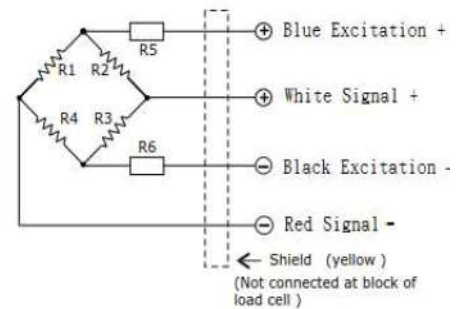 R5
Blue Excitation +
R1
R2
White Signal +
R4
R3
R6
Black Excitation -
Red Signal -
Shield (yellow )
(Not connected at block of
load cell )